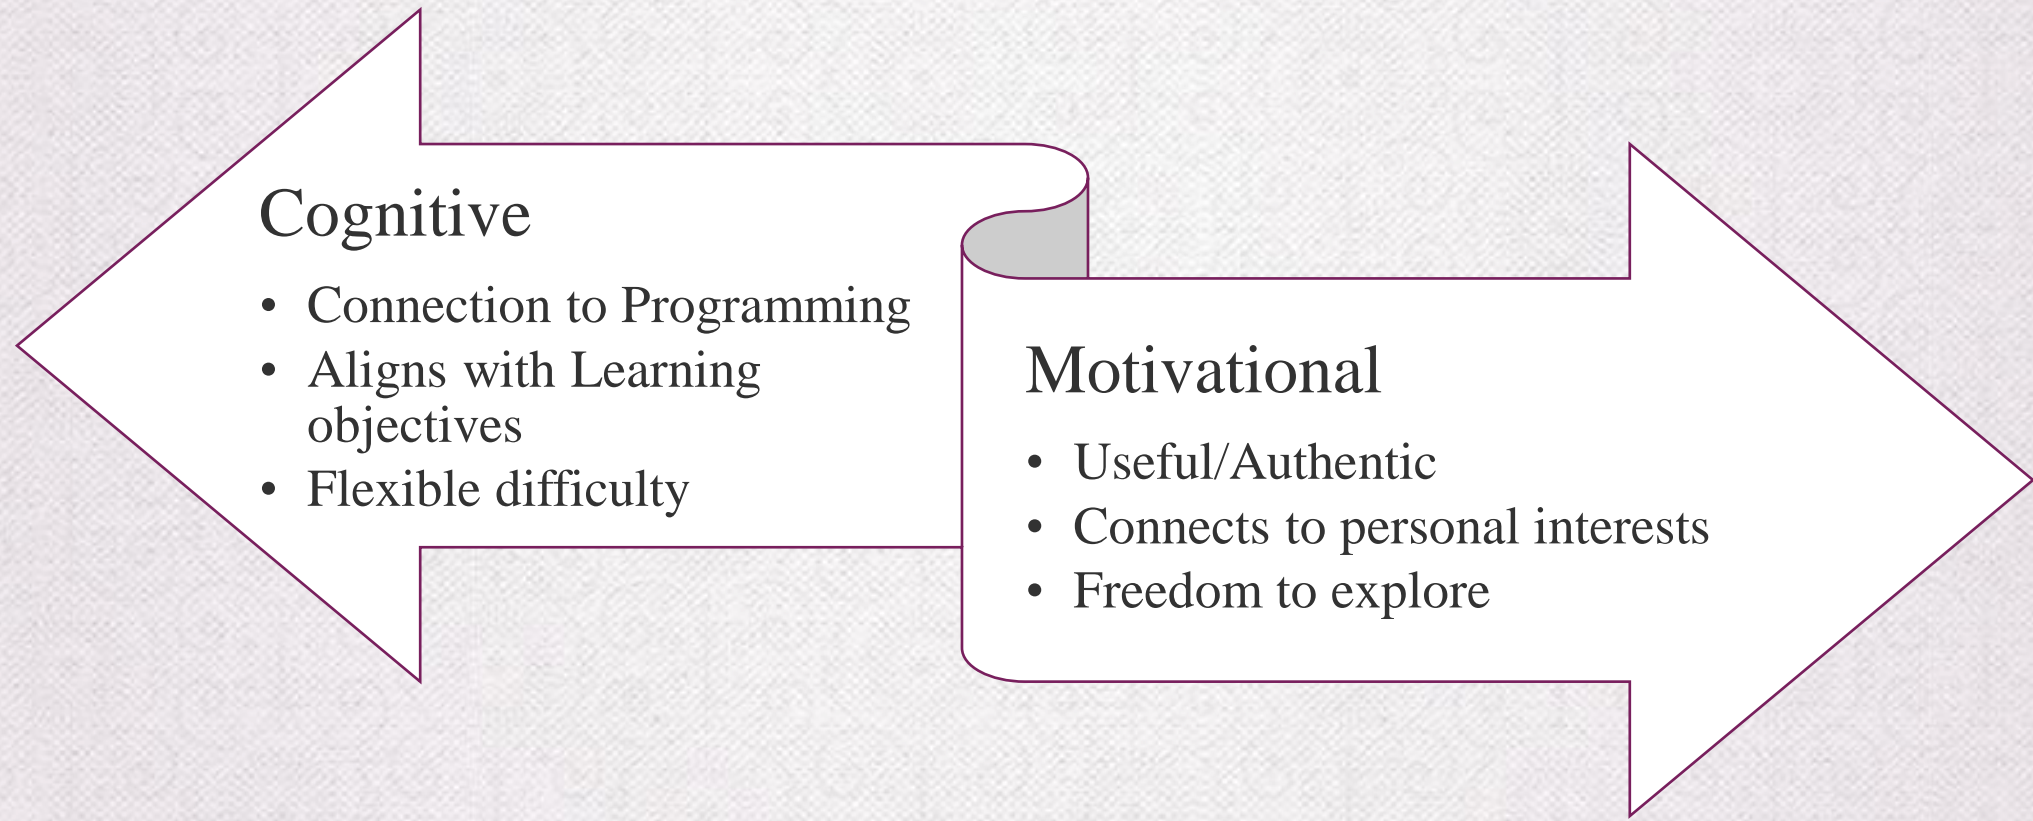 Cognitive
• Connection to Programming
• Aligns with Learning
objectives
• Flexible difficulty
Motivational
• Useful/Authentic
• Connects to personal interests
• Freedom to explore